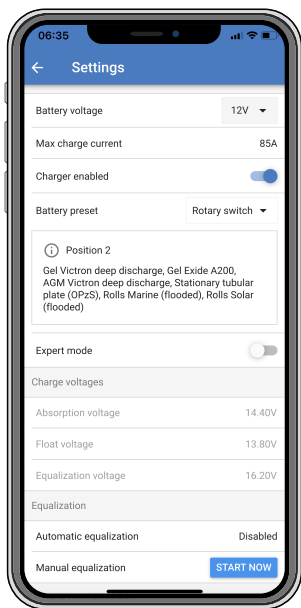 06:35
Settings
Battery voltage 12V
Max charge current 85A
Charger enabled
Battery preset Rotary switch
Position 2
Gel Victron deep discharge, Gel Exide A200,
AGM Victron deep discharge, Stationary tubular
plate (OPzS), Rolls Marine (flooded), Rolls Solar
(flooded)
Expert mode
Charge voltages
Absorption voltage 14.40V
Float voltage 13.80V
Equalization voltage 16.20V
Equalization
Automatic equalization Disabled
Manual equalization START NOW